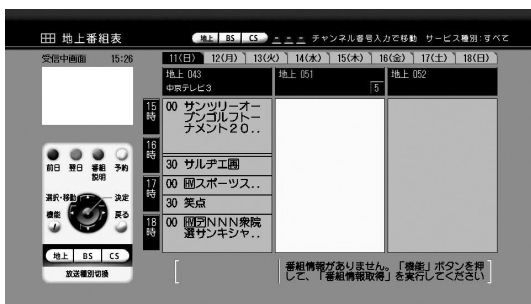 地上番組表
地上 BS CS
_ _ _ チャンネル番号入力で移動 サービス種別:すべて
受信中画面 15:26
11(日) 12(月) 13(火) 14(水) 15(木) 16(金) 17(土) 18(日)
地上 043
中京テレビ3
地上 051
5
地上 052
15時
00 サンツリーオー
プンゴルフトー
ナメント20..
16時
30 サルヂエ
17時
00 スポーツス..
30 笑点
18時
00 NNN衆院
選サンキシャ..
前日 翌日 番組説明 予約
選択・移動 決定
機能 戻る
地上 BS CS
放送種別切換
番組情報がありません。「機能」ボタンを押
して、「番組情報取得」を実行してください